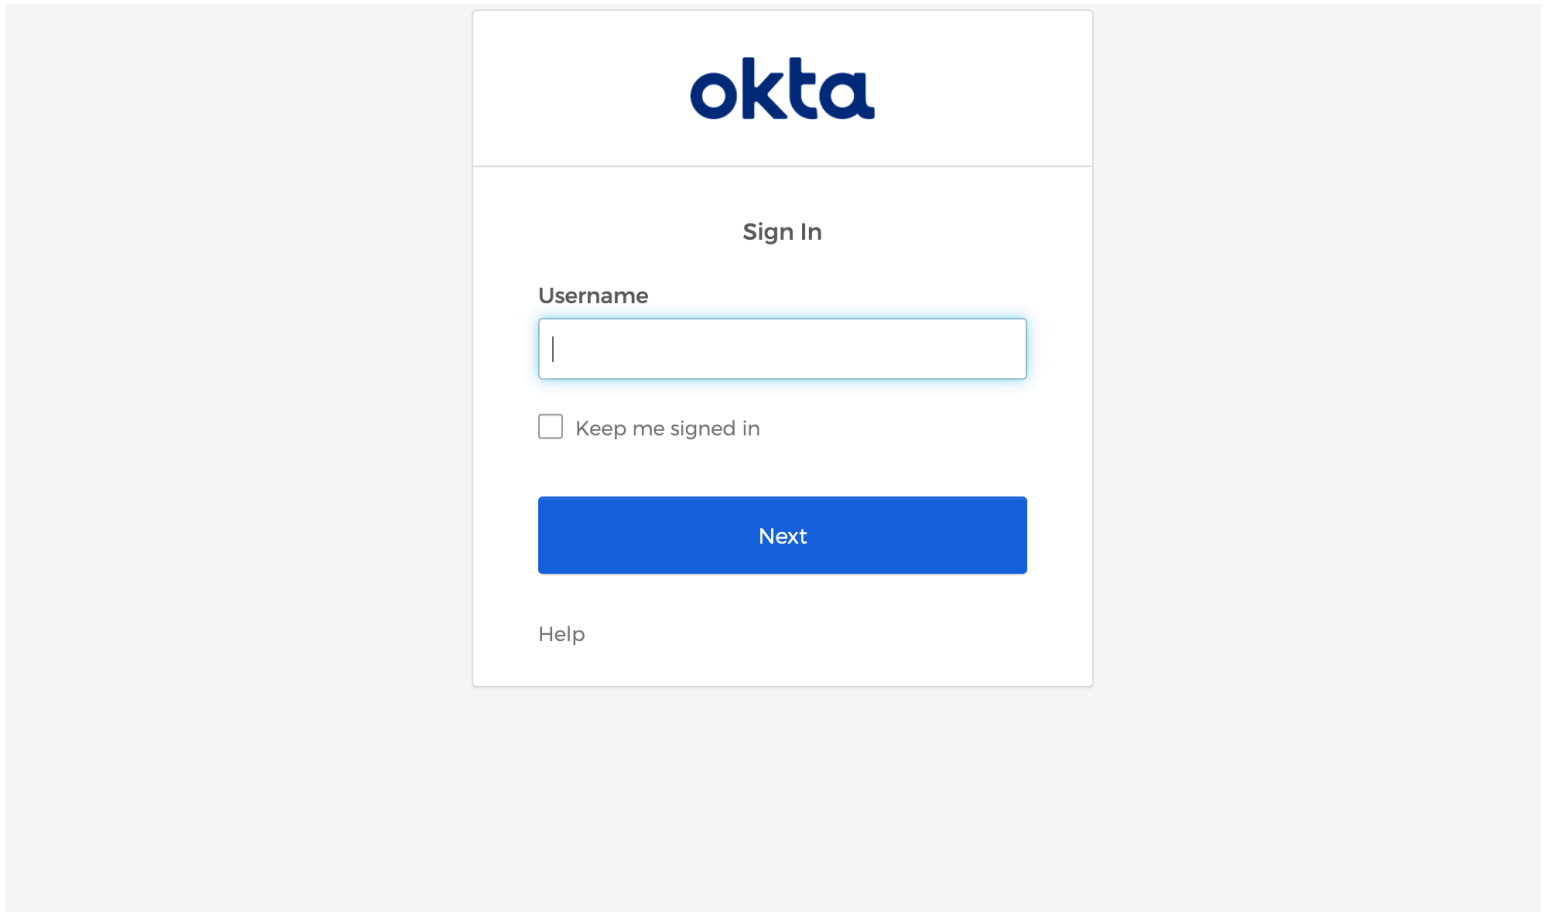 okta
Sign In
Username
Keep me signed in
Next
Help